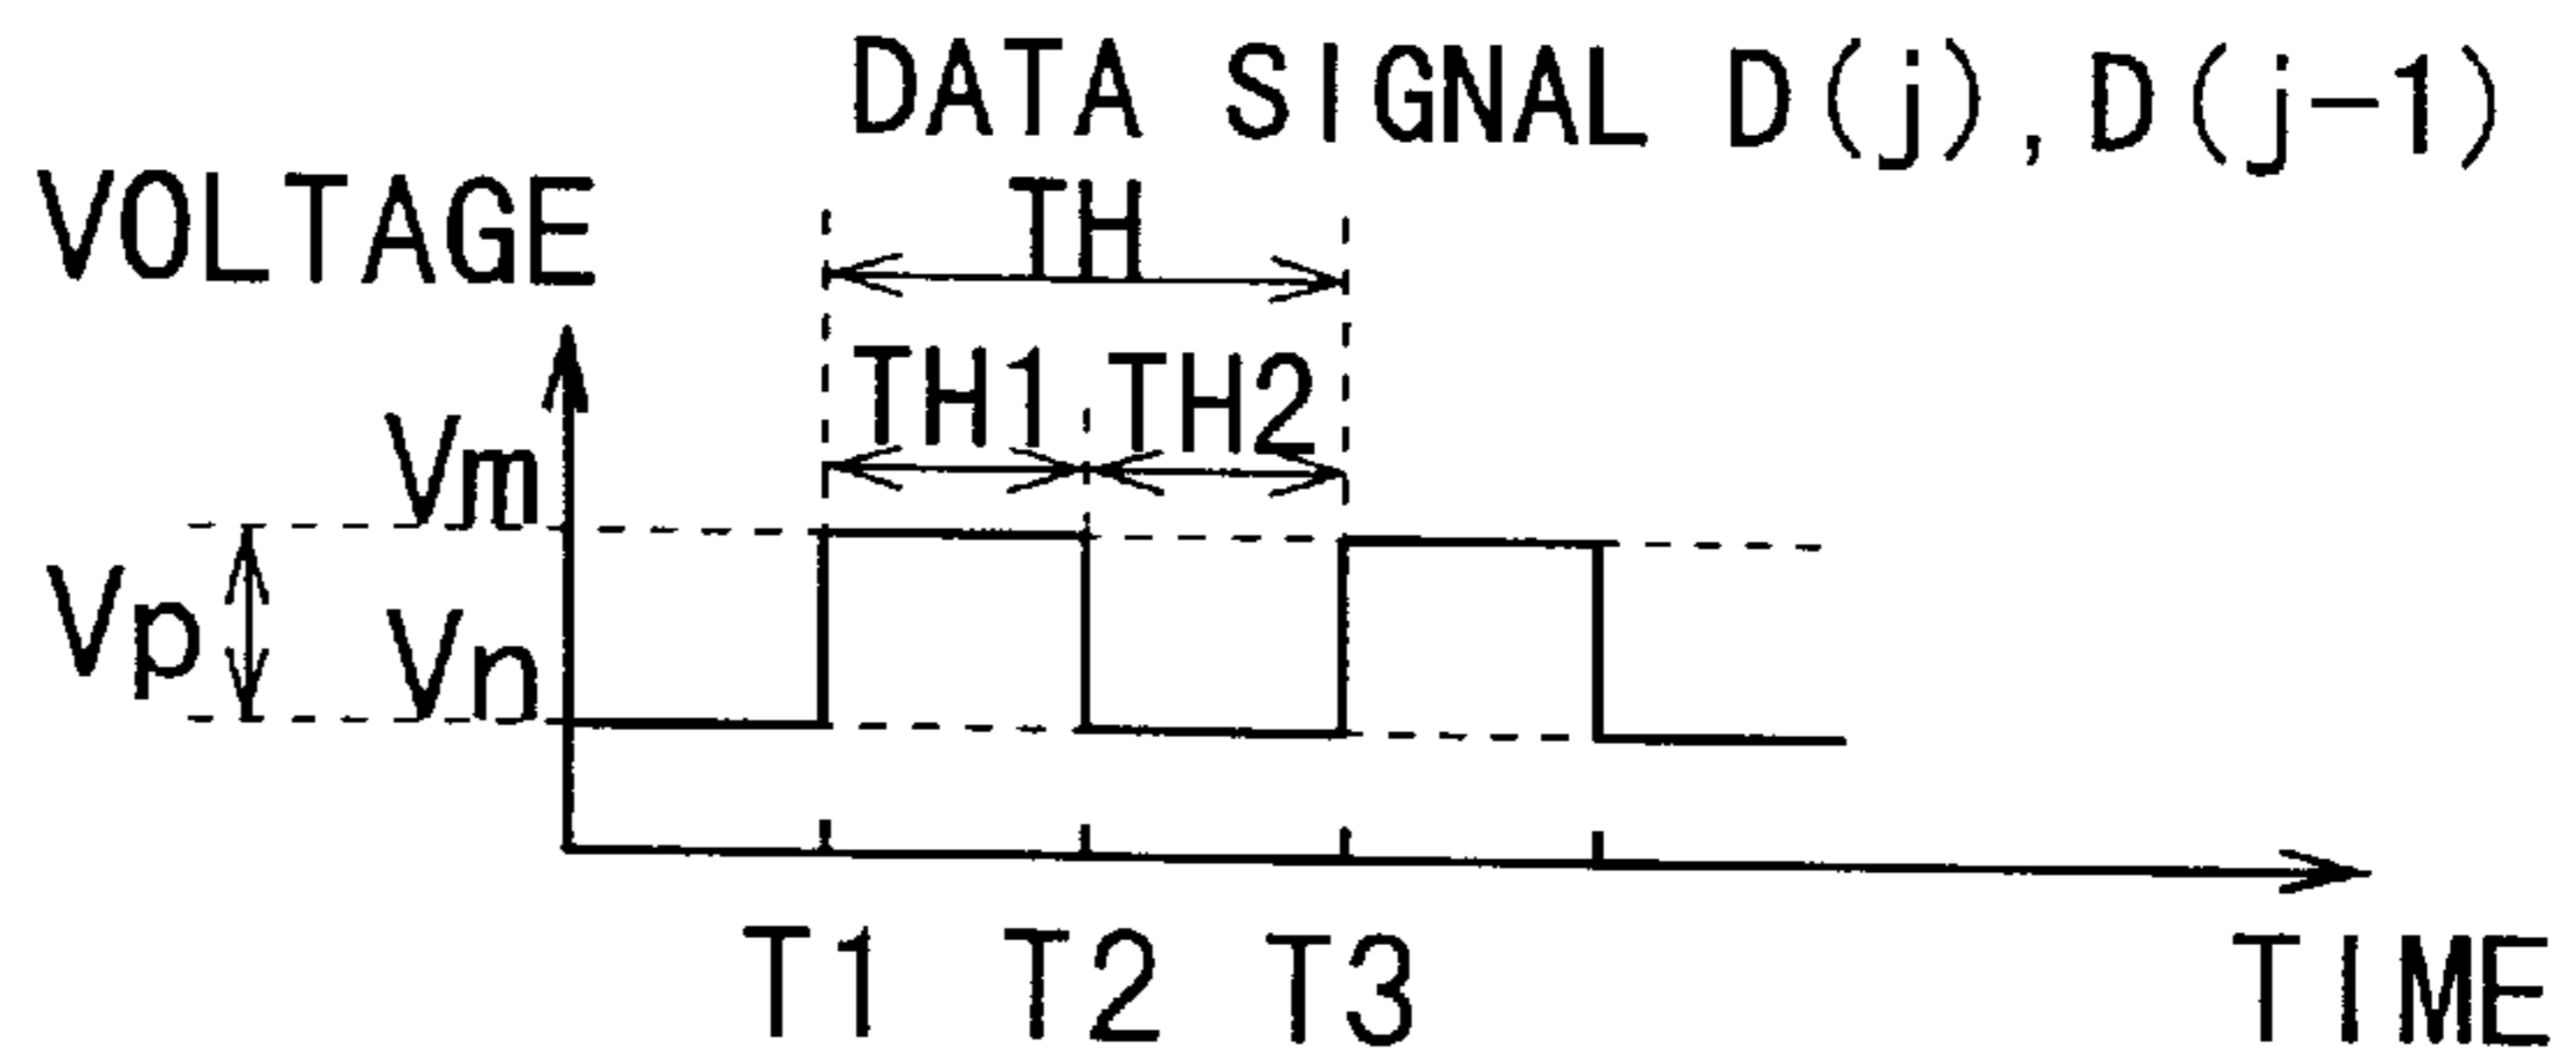 DATA SIGNAL D(j), D(j-1)
VOLTAGE
TH
TH1 TH2
Vm
Vp
Vn
T1 T2 T3
TIME